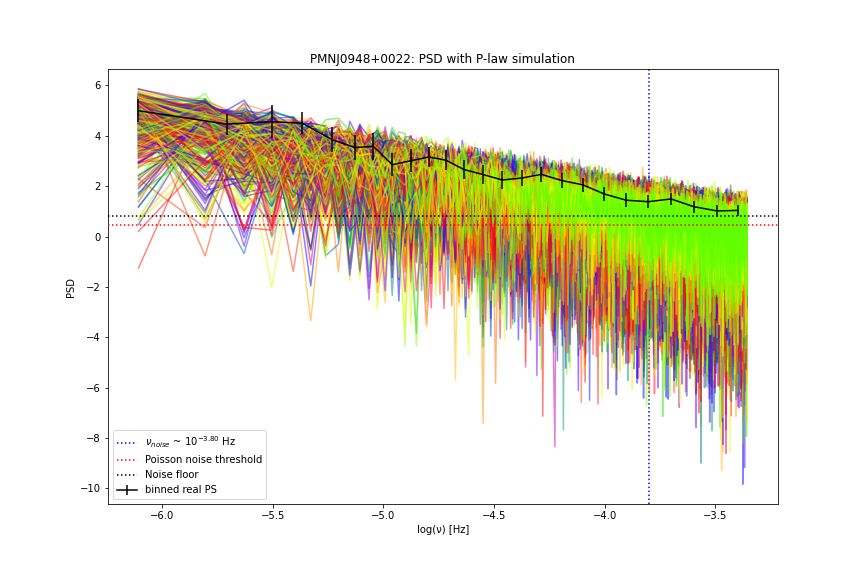 PMNJ0948+0022: PSD with P-law simulation
PSD
6
4
2
0
−2
−4
−6
−8
−10
ν_noise ~ 10^−3.80 Hz
Poisson noise threshold
Noise floor
binned real PS
−6.0 −5.5 −5.0 −4.5 −4.0 −3.5
log(ν) [Hz]